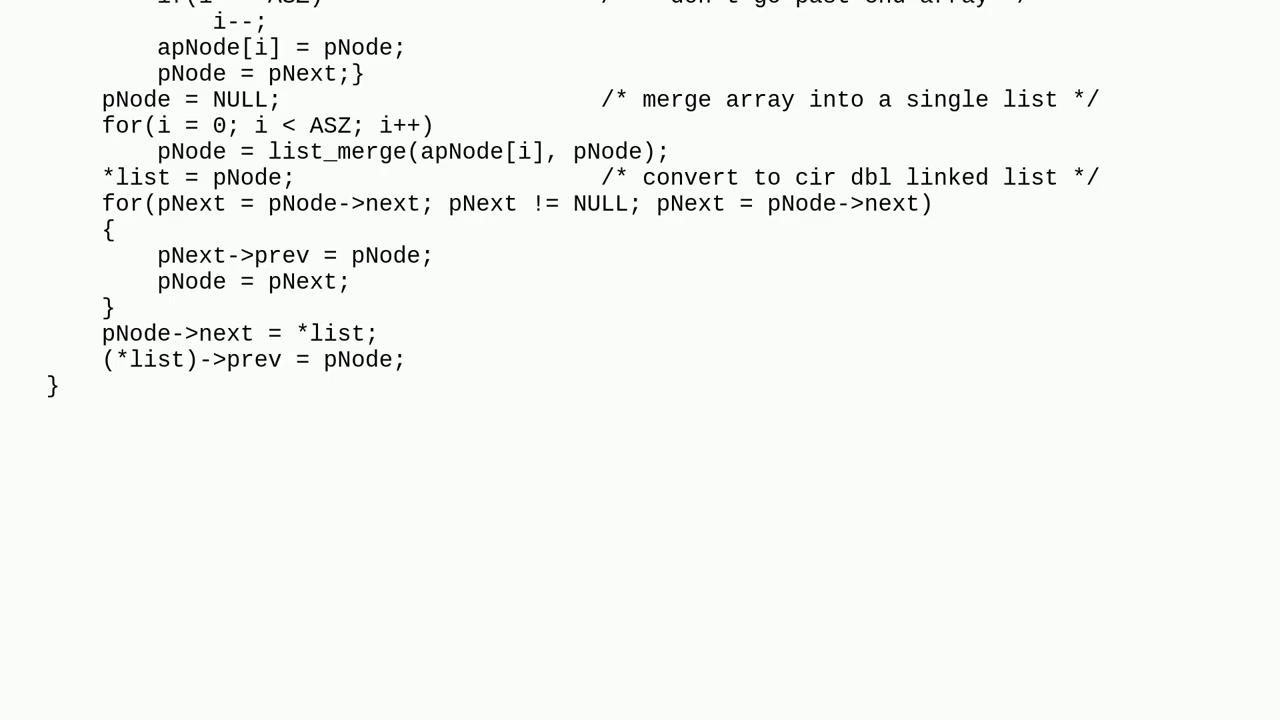 i--;
apNode[i] = pNode;
pNode = pNext;}
pNode = NULL; /* merge array into a single list */
for(i = 0; i < ASZ; i++)
pNode = list_merge(apNode[i], pNode);
*list = pNode; /* convert to cir dbl linked list */
for(pNext = pNode->next; pNext != NULL; pNext = pNode->next)
{
pNext->prev = pNode;
pNode = pNext;
}
pNode->next = *list;
(*list)->prev = pNode;
}